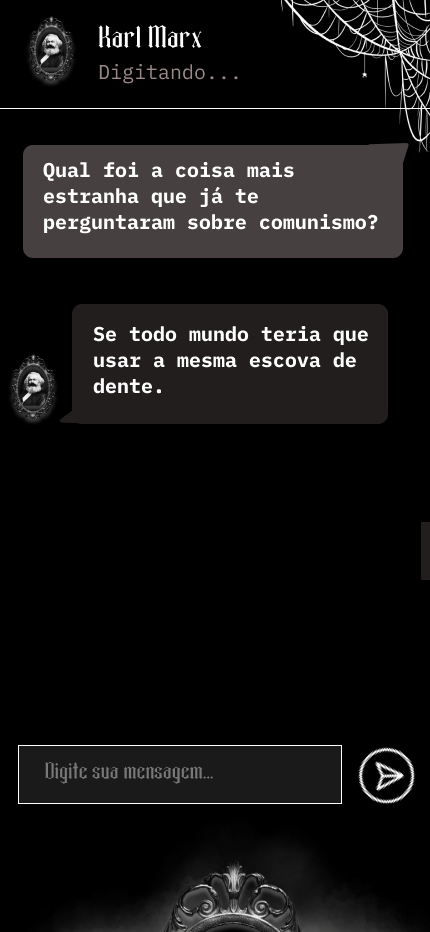 Karl Marx
Digitando...
Qual foi a coisa mais
estranha que já te
perguntaram sobre comunismo?
Se todo mundo teria que
usar a mesma escova de
dente.
Digite sua mensagem...